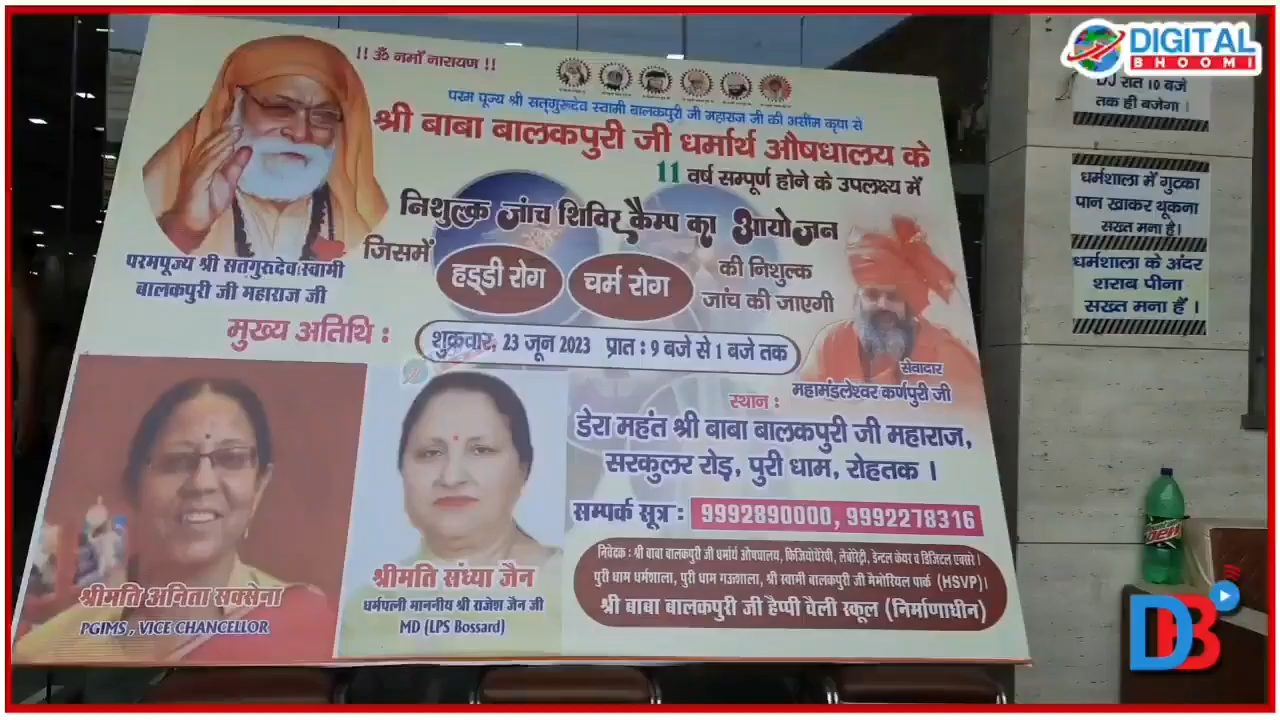 !! ॐ नमों नारायण !!
परम पूज्य श्री सतगुरूदेव स्वामी बालकपुरी जी महाराज जी की असीम कृपा से
श्री बाबा बालकपुरी जी धर्मार्थ औषधालय के
11 वर्ष सम्पूर्ण होने के उपलक्ष्य में
निशुल्क जांच शिविर कैम्प का आयोजन
जिसमें हड्डी रोग चर्म रोग की निशुल्क
जांच की जाएगी
परमपूज्य श्री सतगुरूदेव स्वामी
बालकपुरी जी महाराज जी
मुख्य अतिथि :
शुक्रवार, 23 जून 2023 प्रात : 9 बजे से 1 बजे तक
सेवादार
महामंडलेश्वर कर्णपुरी जी
स्थान :
डेरा महंत श्री बाबा बालकपुरी जी महाराज,
सरकुलर रोड़, पुरी धाम, रोहतक ।
सम्पर्क सूत्र : 9992890000, 9992278316
श्रीमति अनिता सक्सेना
PGIMS, VICE CHANCELLOR
श्रीमति संध्या जैन
धर्मपत्नी माननीय श्री राजेश जैन जी
MD (LPS Bossard)
निवेदक : श्री बाबा बालकपुरी जी धर्मार्थ औषधालय, फिजियोथैरेपी, लेबोरेट्री, डेन्टल केयर व डिजिटल एक्सरे ।
पुरी धाम धर्मशाला, पुरी धाम गऊशाला, श्री स्वामी बालकपुरी जी मेमोरियल पार्क (HSVP)।
श्री बाबा बालकपुरी जी हैप्पी वैली स्कूल (निर्माणाधीन)
DIGITAL
BHOOMI
DJ रात 10 बजे
तक ही बजेगा ।
धर्मशाला में गुटका
पान खाकर थूकना
सख्त मना है।
धर्मशाला के अंदर
शराब पीना
सख्त मना हैं ।
DB